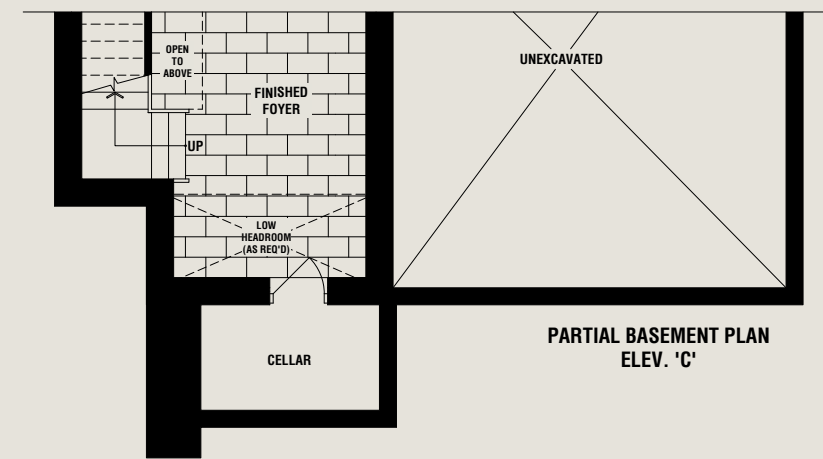 OPEN
TO
ABOVE
FINISHED
FOYER
UNEXCAVATED
UP
LOW
HEADROOM
(AS REQ'D)
CELLAR
PARTIAL BASEMENT PLAN
ELEV. 'C'